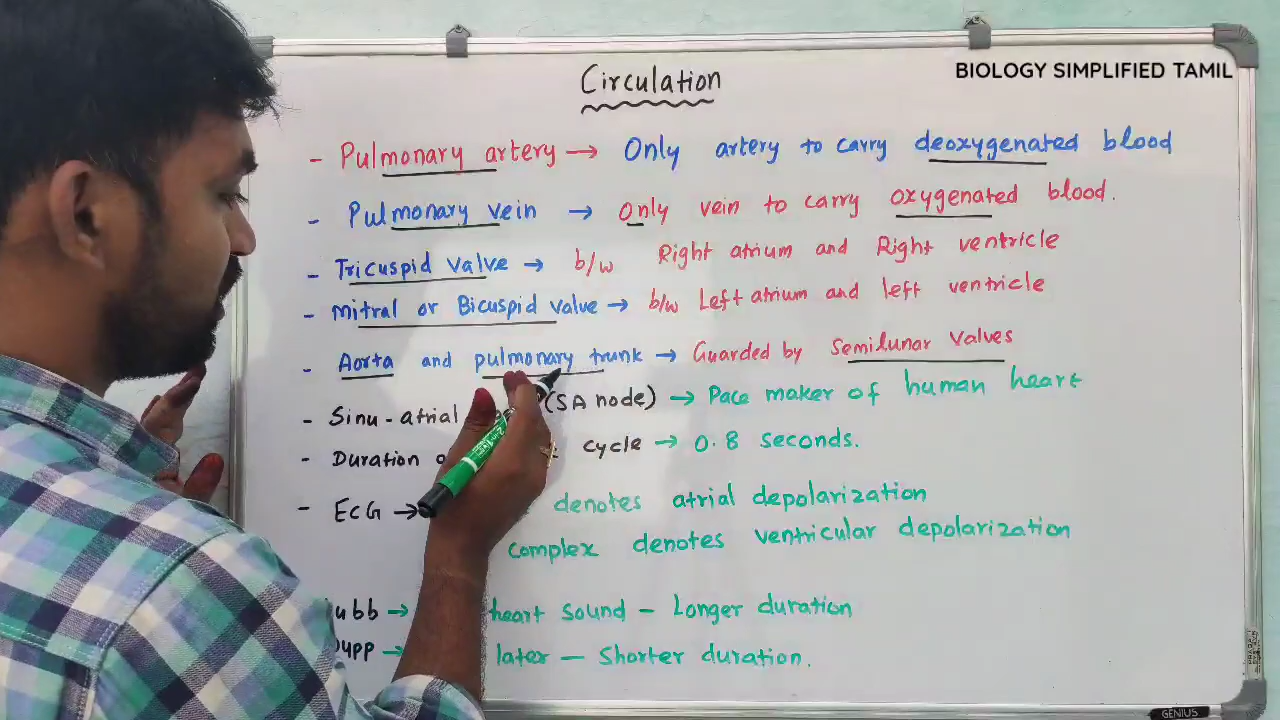 BIOLOGY SIMPLIFIED TAMIL
Circulation
- Pulmonary artery → Only artery to carry deoxygenated blood
- Pulmonary vein → Only vein to carry oxygenated blood.
- Tricuspid valve → b/w Right atrium and Right ventricle
- Mitral or Bicuspid valve → b/w Left atrium and left ventricle
- Aorta and pulmonary trunk → Guarded by Semilunar valves
- Sinu-atrial (SA node) → Pace maker of human heart
- Duration cycle → 0.8 seconds.
- ECG → denotes atrial depolarization
complex denotes ventricular depolarization
ubb → heart sound - Longer duration
upp → later - Shorter duration.
GENIUS